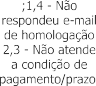 ;1,4 - Não
respondeu e-mail
de homologação
2,3 - Não atende
a condição de
pagamento/prazo